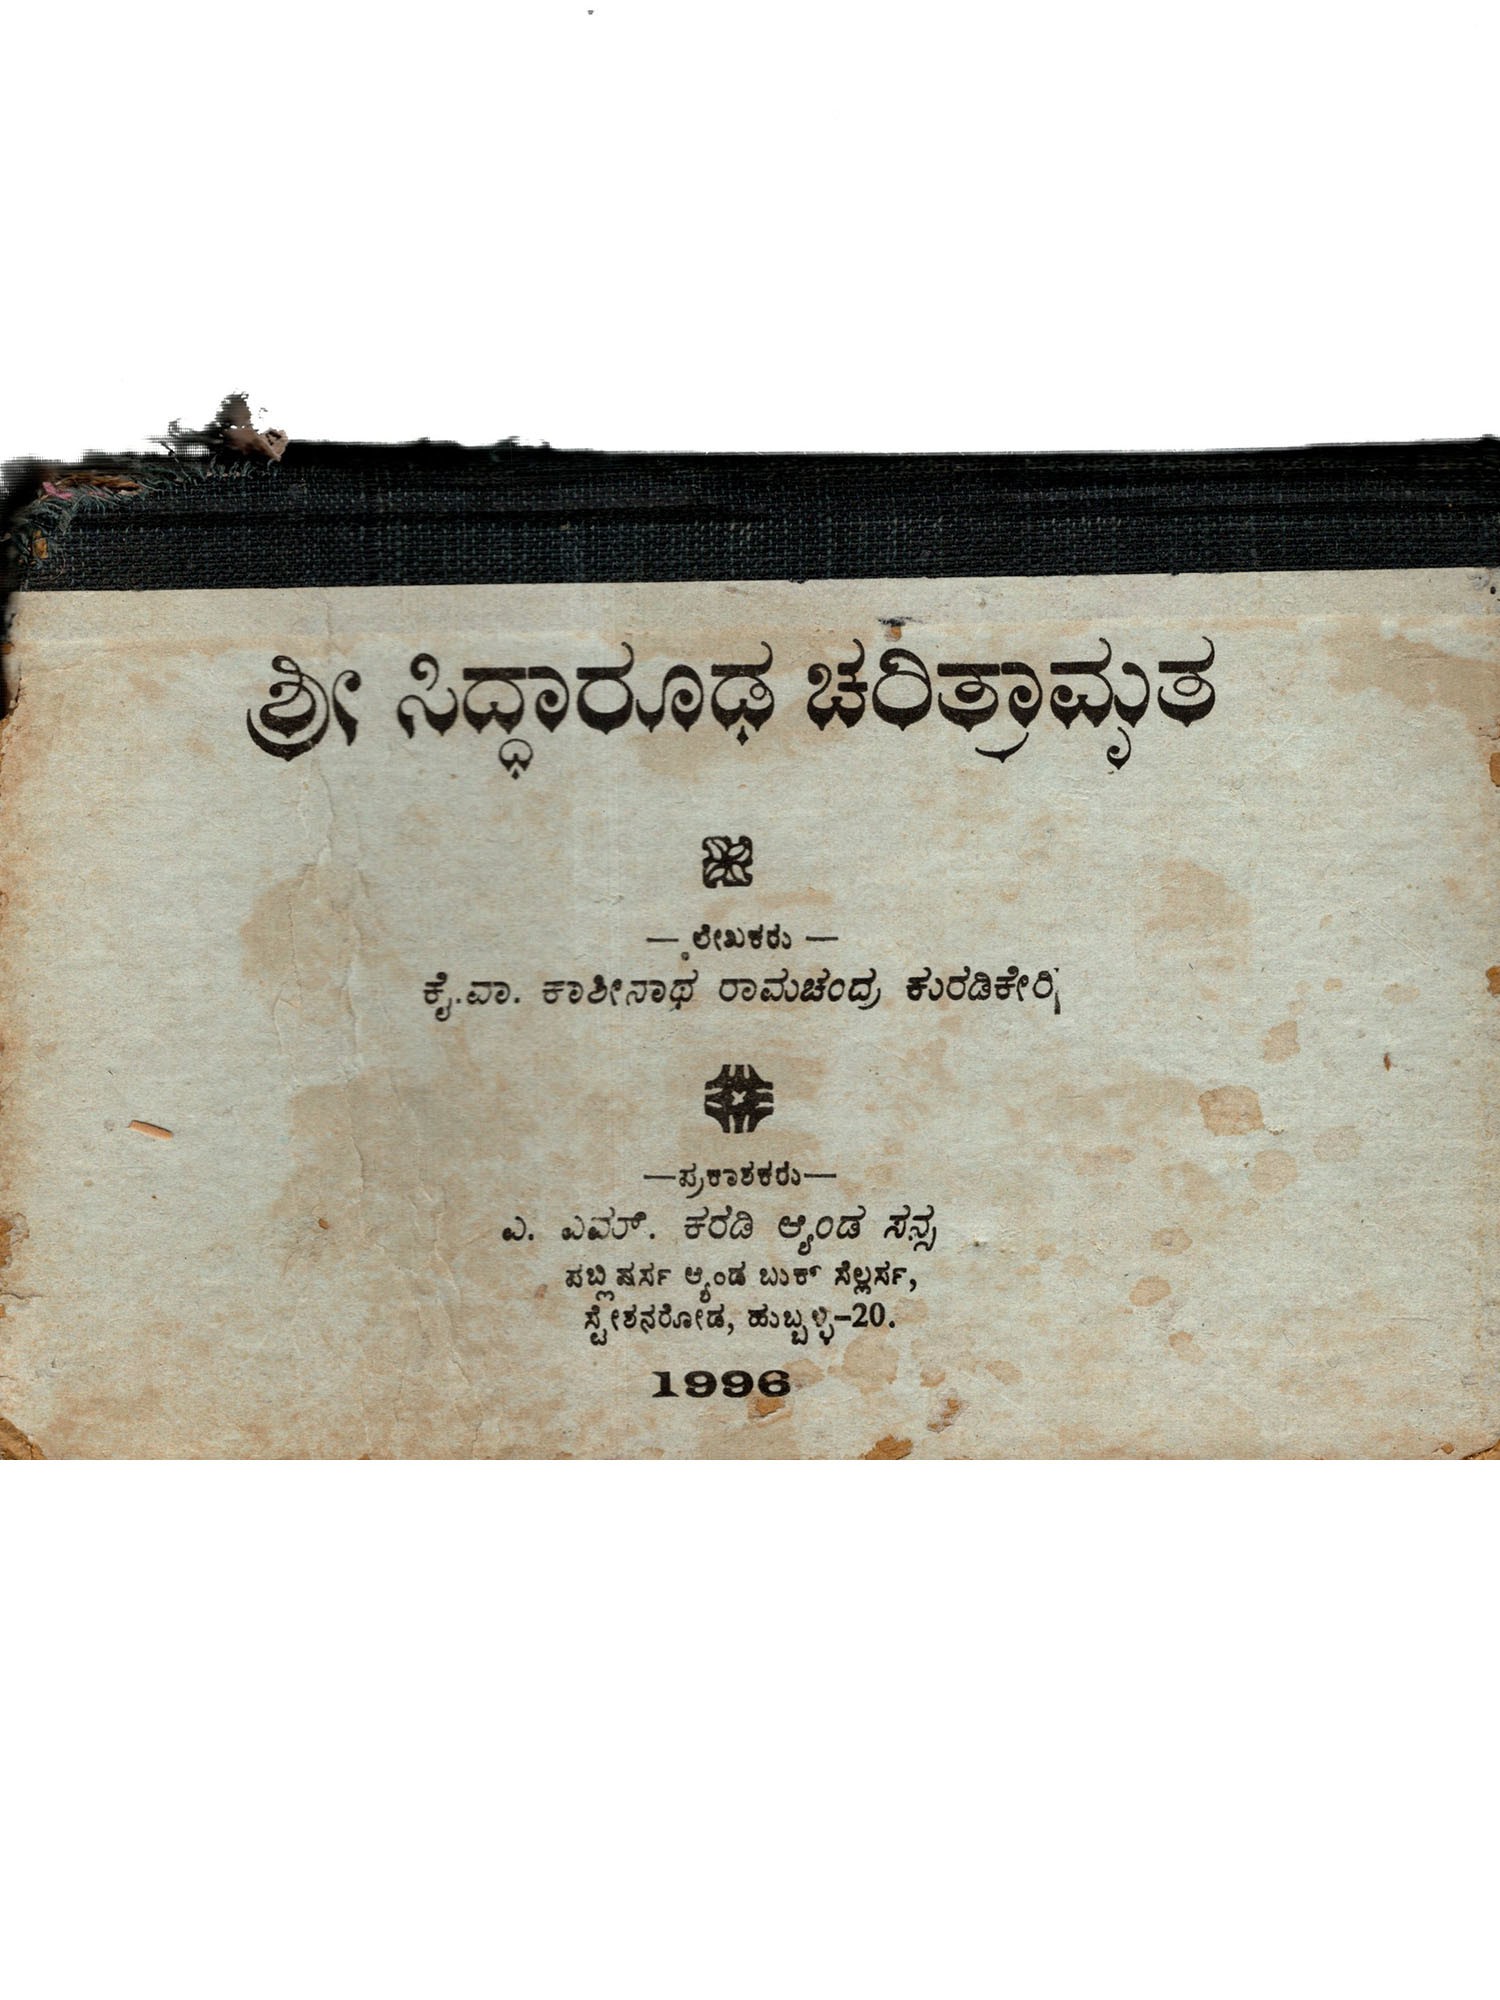 ಶ್ರೀ ಸಿದ್ಧಾರೂಢ ಚರಿತ್ರಾಮೃತ
— ಲೇಖಕರು —
ಕೈ.ವಾ. ಕಾಶೀನಾಥ ರಾಮಚಂದ್ರ ಕುರಡಿಕೇರಿ
—ಪ್ರಕಾಶಕರು—
ಎ. ಎಮ್. ಕರಡಿ ಆ್ಯಂಡ ಸನ್ಸ
ಪಬ್ಲಿಷರ್ಸ ಆ್ಯಂಡ ಬುಕ್ ಸೆಲ್ಲರ್ಸ,
ಸ್ಟೇಶನರೋಡ, ಹುಬ್ಬಳ್ಳಿ-20.
1996